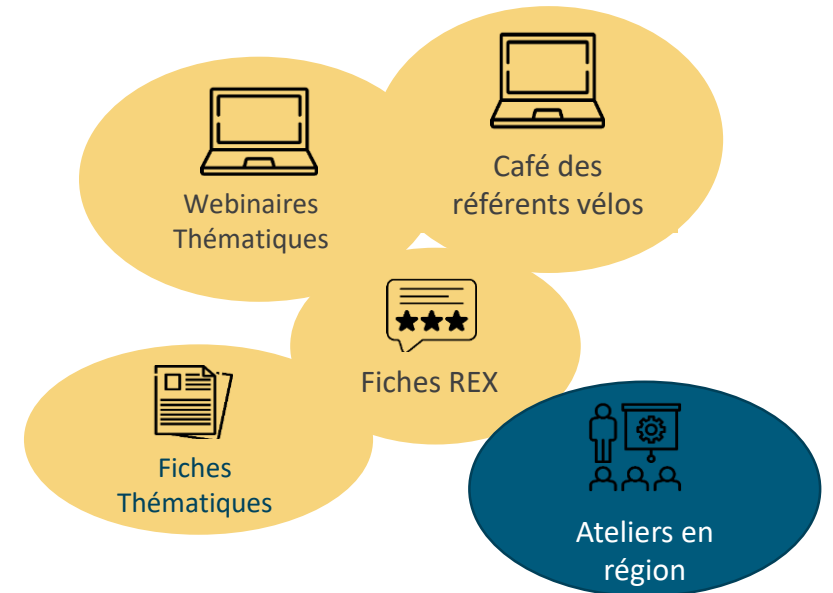 Webinaires
Thématiques
Café des
référents vélos
Fiches REX
Fiches
Thématiques
Ateliers en
région